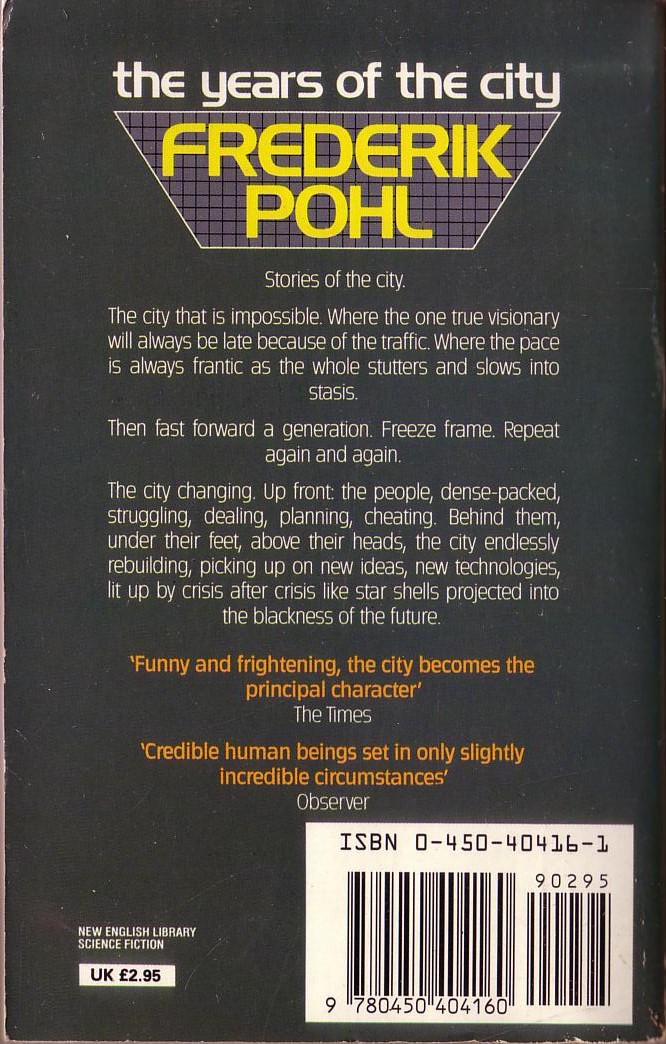 the years of the city
FREDERIK
POHL
Stories of the city.
The city that is impossible. Where the one true visionary
will always be late because of the traffic. Where the pace
is always frantic as the whole stutters and slows into
stasis.
Then fast forward a generation. Freeze frame. Repeat
again and again.
The city changing. Up front: the people, dense-packed,
struggling, dealing, planning, cheating. Behind them,
under their feet, above their heads, the city endlessly
rebuilding, picking up on new ideas, new technologies,
lit up by crisis after crisis like star shells projected into
the blackness of the future.
‘Funny and frightening, the city becomes the
principal character’
The Times
‘Credible human beings set in only slightly
incredible circumstances’
Observer
ISBN 0-450-40416-1
90295
9 780450 404160
NEW ENGLISH LIBRARY
SCIENCE FICTION
UK £2.95